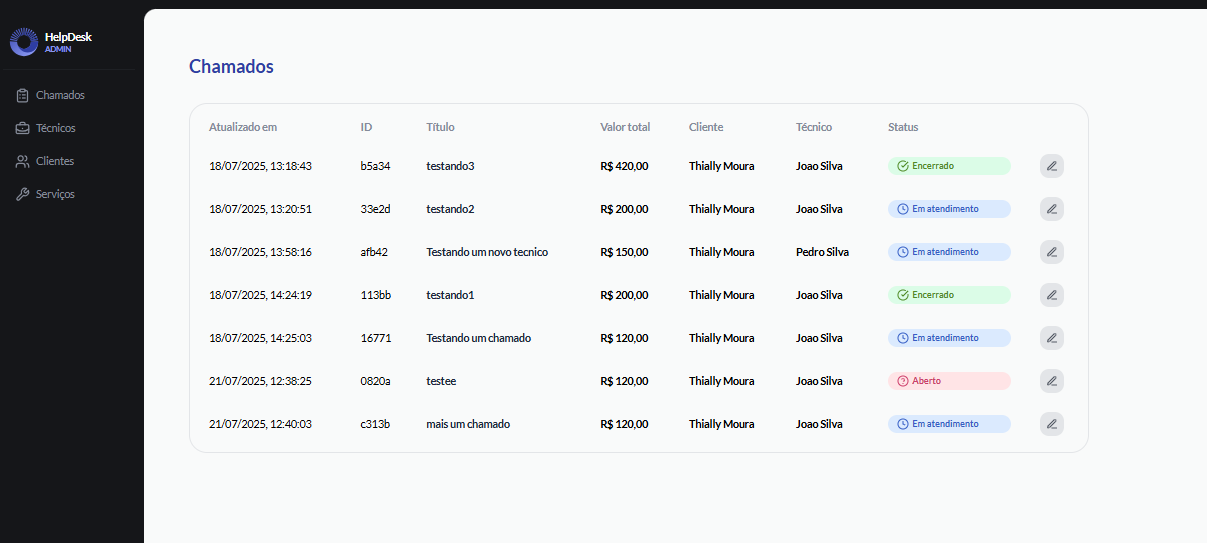 HelpDesk
ADMIN
Chamados
Técnicos
Clientes
Serviços
Chamados
Atualizado em ID Título Valor total Cliente Técnico Status
18/07/2025, 13:18:43 b5a34 testando3 R$ 420,00 Thially Moura Joao Silva Encerrado
18/07/2025, 13:20:51 33e2d testando2 R$ 200,00 Thially Moura Joao Silva Em atendimento
18/07/2025, 13:58:16 afb42 Testando um novo tecnico R$ 150,00 Thially Moura Pedro Silva Em atendimento
18/07/2025, 14:24:19 113bb testando1 R$ 200,00 Thially Moura Joao Silva Encerrado
18/07/2025, 14:25:03 16771 Testando um chamado R$ 120,00 Thially Moura Joao Silva Em atendimento
21/07/2025, 12:38:25 0820a testee R$ 120,00 Thially Moura Joao Silva Aberto
21/07/2025, 12:40:03 c313b mais um chamado R$ 120,00 Thially Moura Joao Silva Em atendimento